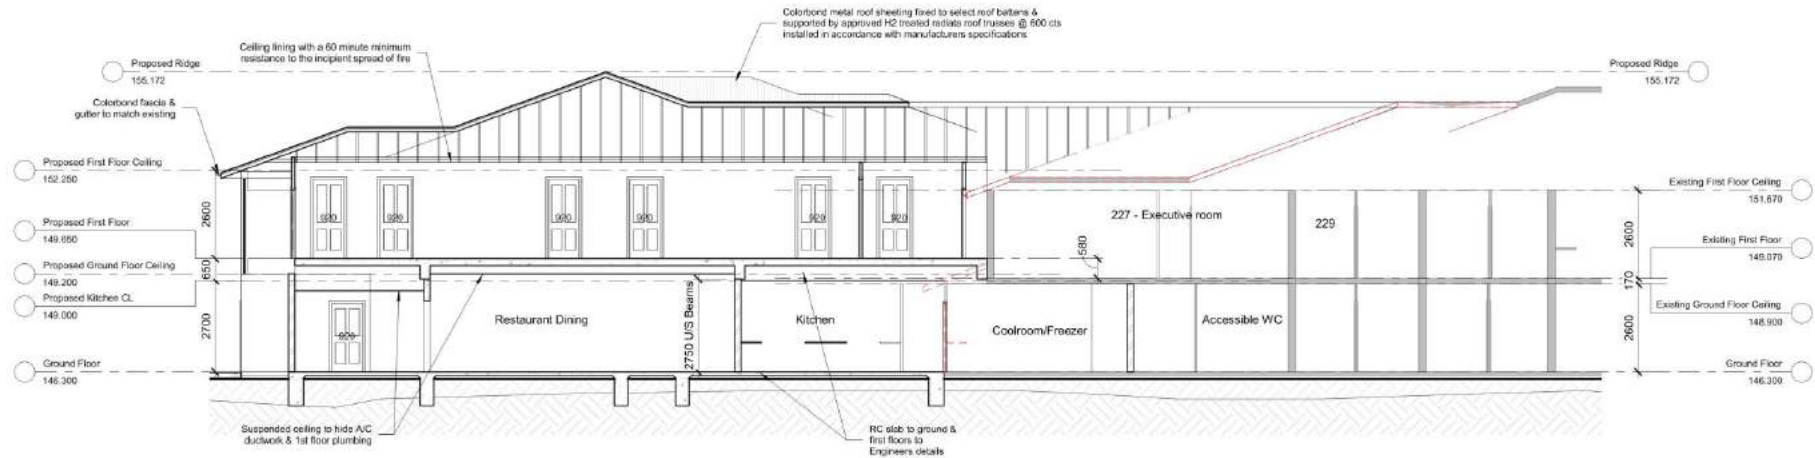 Colorbond metal roof sheeting fixed to select roof battens &
supported by approved H2 treated radiata roof trusses @ 600 cts
installed in accordance with manufacturers specifications
Ceiling lining with a 60 minute minimum
resistance to the incipient spread of fire
Proposed Ridge
155.172
Proposed Ridge
155.172
Colorbond fascia &
gutter to match existing
Proposed First Floor Ceiling
152.250
Existing First Floor Ceiling
151.670
920
920
920
920
920
920
227 - Executive room
229
2600
580
2600
Proposed First Floor
149.650
Existing First Floor
149.070
650
170
Proposed Ground Floor Ceiling
149.200
Proposed Kitchen CL
149.000
Existing Ground Floor Ceiling
148.900
2700
920
Restaurant Dining
2750 U/S Beams
Kitchen
Coolroom/Freezer
Accessible WC
2600
Ground Floor
146.300
Ground Floor
146.300
Suspended ceiling to hide A/C
ductwork & 1st floor plumbing
RC slab to ground &
first floors to
Engineers details